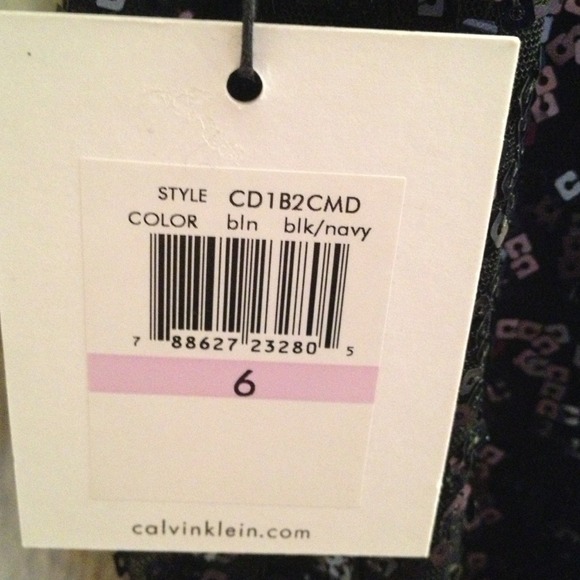 STYLE CD1B2CMD
COLOR bln blk/navy
7 88627 23280 5
6
calvinklein.com